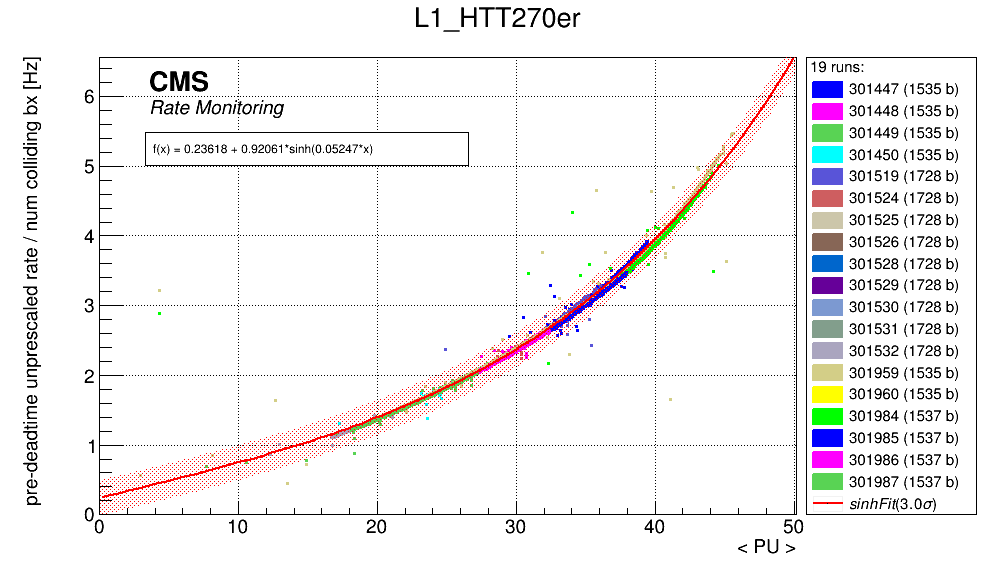 L1_HTT270er
pre-deadtime unprescaled rate / num colliding bx [Hz]
CMS
Rate Monitoring
f(x) = 0.23618 + 0.92061*sinh(0.05247*x)
6
5
4
3
2
1
0
0 10 20 30 40 50
< PU >
19 runs:
301447 (1535 b)
301448 (1535 b)
301449 (1535 b)
301450 (1535 b)
301519 (1728 b)
301524 (1728 b)
301525 (1728 b)
301526 (1728 b)
301528 (1728 b)
301529 (1728 b)
301530 (1728 b)
301531 (1728 b)
301532 (1728 b)
301959 (1535 b)
301960 (1535 b)
301984 (1537 b)
301985 (1537 b)
301986 (1537 b)
301987 (1537 b)
sinhFit(3.0σ)